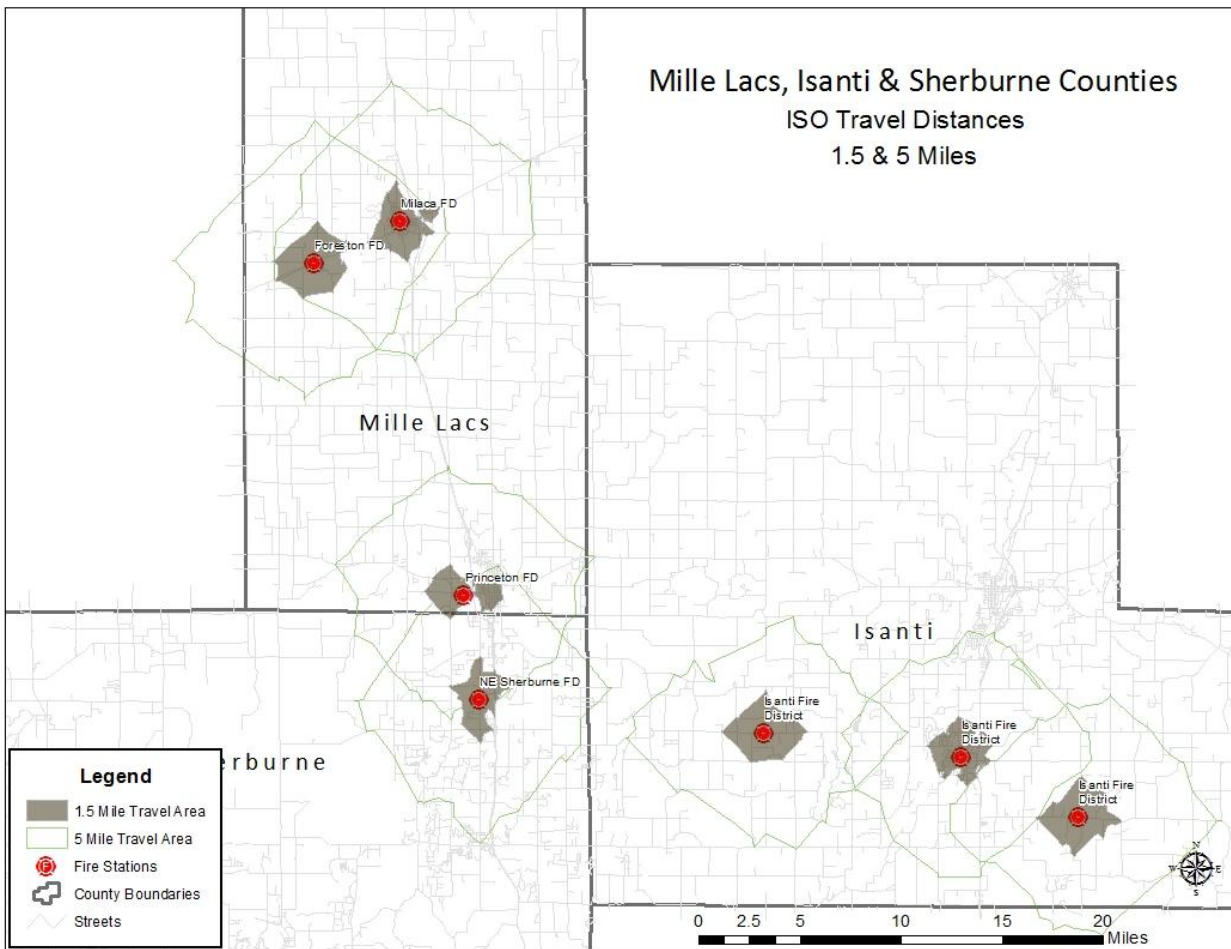 Mille Lacs, Isanti & Sherburne Counties
ISO Travel Distances
1.5 & 5 Miles
Milaca FD
Foreston FD
Mille Lacs
Princeton FD
Isanti
NE Sherburne FD
Isanti Fire
District
Isanti Fire
District
Isanti Fire
District
erburne
Legend
1.5 Mile Travel Area
5 Mile Travel Area
F Fire Stations
County Boundaries
Streets
N
W E
S
0 2.5 5 10 15 20
Miles